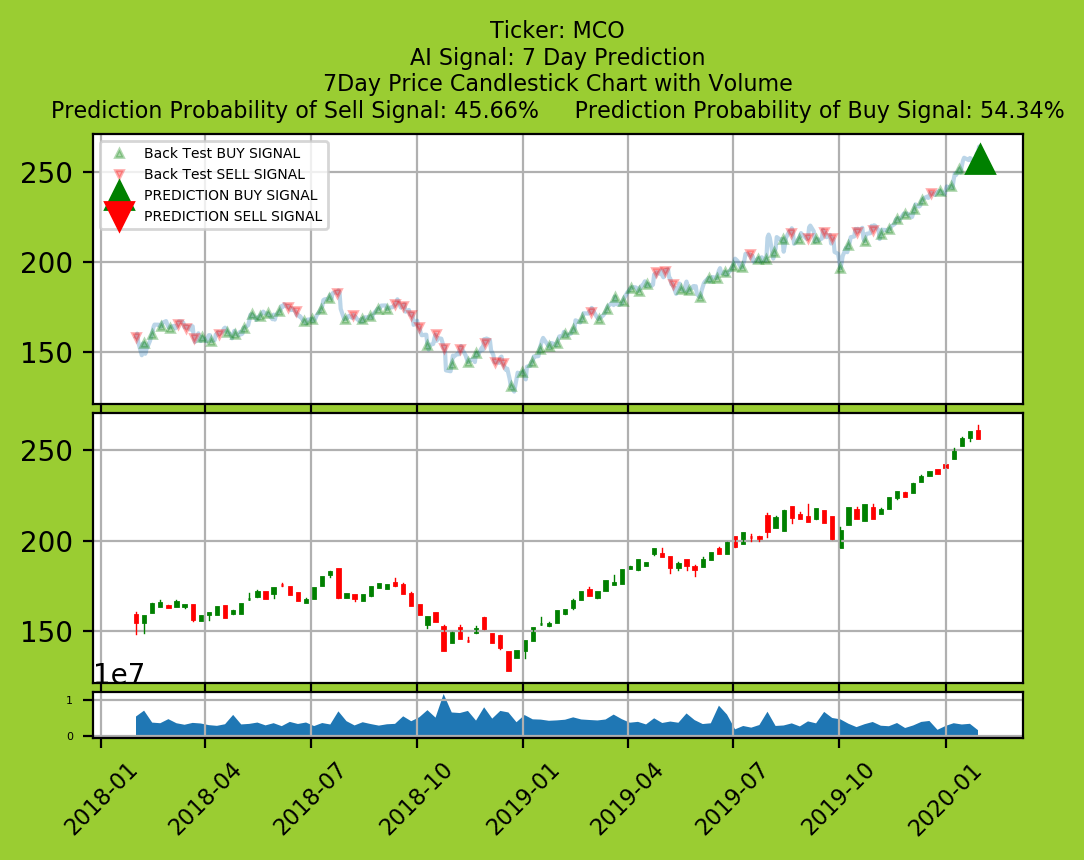 Ticker: MCO
AI Signal: 7 Day Prediction
7Day Price Candlestick Chart with Volume
Prediction Probability of Sell Signal: 45.66% Prediction Probability of Buy Signal: 54.34%
Back Test BUY SIGNAL
Back Test SELL SIGNAL
PREDICTION BUY SIGNAL
PREDICTION SELL SIGNAL
250
200
150
250
200
150
1e7
1
0
2018-01 2018-04 2018-07 2018-10 2019-01 2019-04 2019-07 2019-10 2020-01